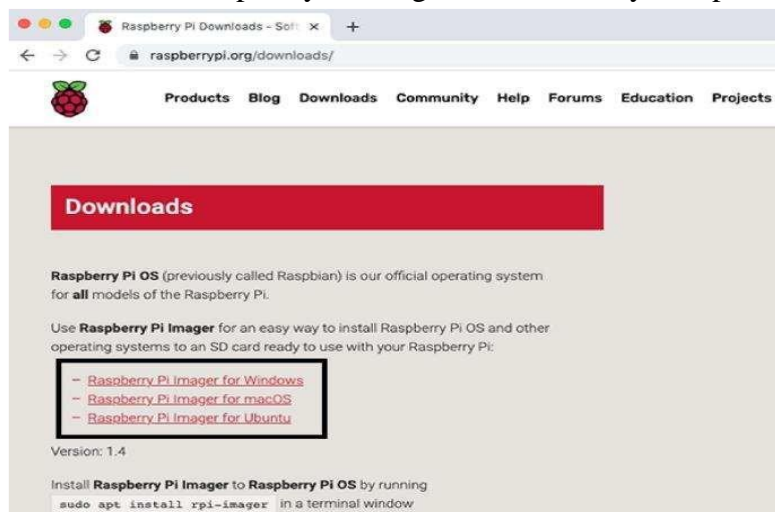 Raspberry Pi Downloads - Soft
raspberrypi.org/downloads/
Products Blog Downloads Community Help Forums Education Projects
Downloads
Raspberry Pi OS (previously called Raspbian) is our official operating system
for all models of the Raspberry Pi.
Use Raspberry Pi Imager for an easy way to install Raspberry Pi OS and other
operating systems to an SD card ready to use with your Raspberry Pi:
– Raspberry Pi Imager for Windows
– Raspberry Pi Imager for macOS
– Raspberry Pi Imager for Ubuntu
Version: 1.4
Install Raspberry Pi Imager to Raspberry Pi OS by running
sudo apt install rpi-imager in a terminal window